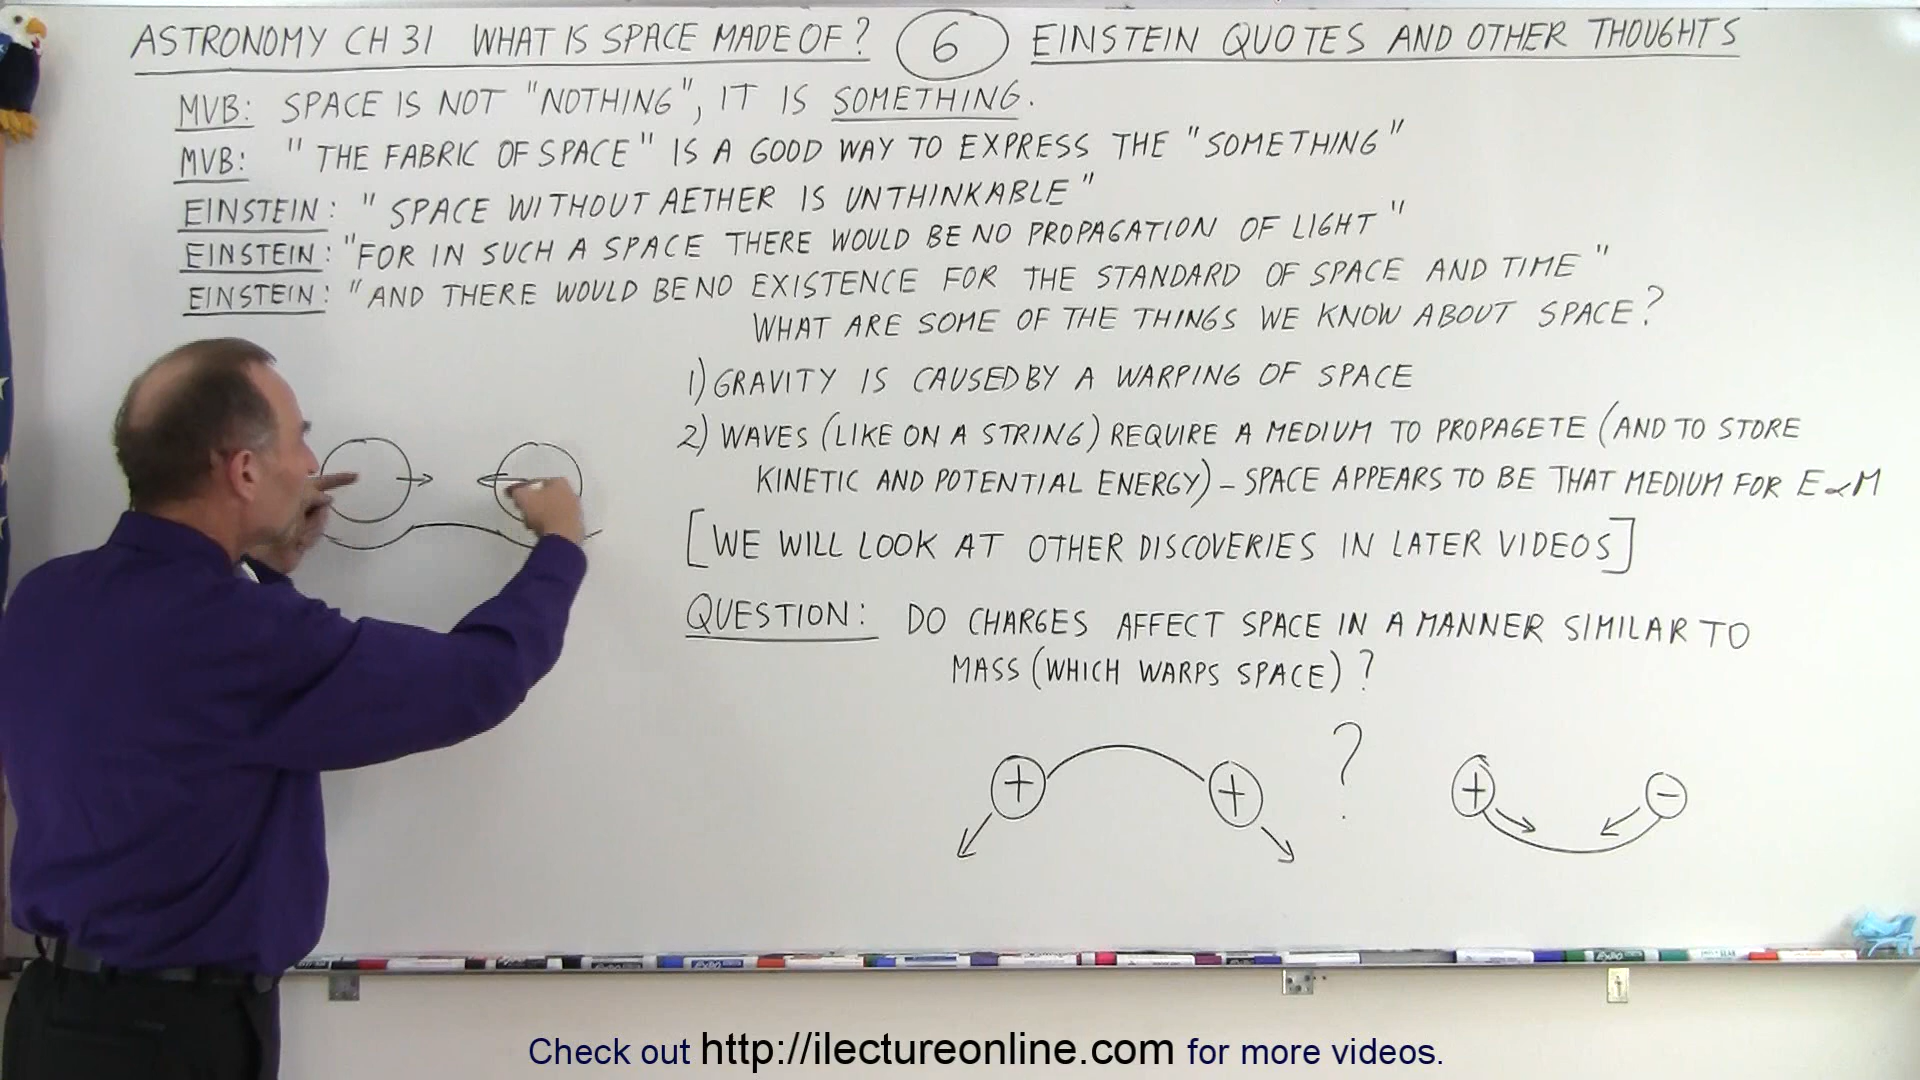 ASTRONOMY CH 31 WHAT IS SPACE MADE OF? 6 EINSTEIN QUOTES AND OTHER THOUGHTS
MVB: SPACE IS NOT "NOTHING", IT IS SOMETHING.
MVB: "THE FABRIC OF SPACE" IS A GOOD WAY TO EXPRESS THE "SOMETHING"
EINSTEIN: "SPACE WITHOUT AETHER IS UNTHINKABLE"
EINSTEIN: "FOR IN SUCH A SPACE THERE WOULD BE NO PROPAGATION OF LIGHT"
EINSTEIN: "AND THERE WOULD BE NO EXISTENCE FOR THE STANDARD OF SPACE AND TIME"
WHAT ARE SOME OF THE THINGS WE KNOW ABOUT SPACE?
1) GRAVITY IS CAUSED BY A WARPING OF SPACE
2) WAVES (LIKE ON A STRING) REQUIRE A MEDIUM TO PROPAGETE (AND TO STORE
KINETIC AND POTENTIAL ENERGY) - SPACE APPEARS TO BE THAT MEDIUM FOR E & M
[WE WILL LOOK AT OTHER DISCOVERIES IN LATER VIDEOS]
QUESTION: DO CHARGES AFFECT SPACE IN A MANNER SIMILAR TO
MASS (WHICH WARPS SPACE)?
+ + ? + -
Check out http://ilectureonline.com for more videos.